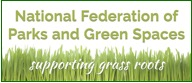 National Federation of
Parks and Green Spaces
supporting grass roots